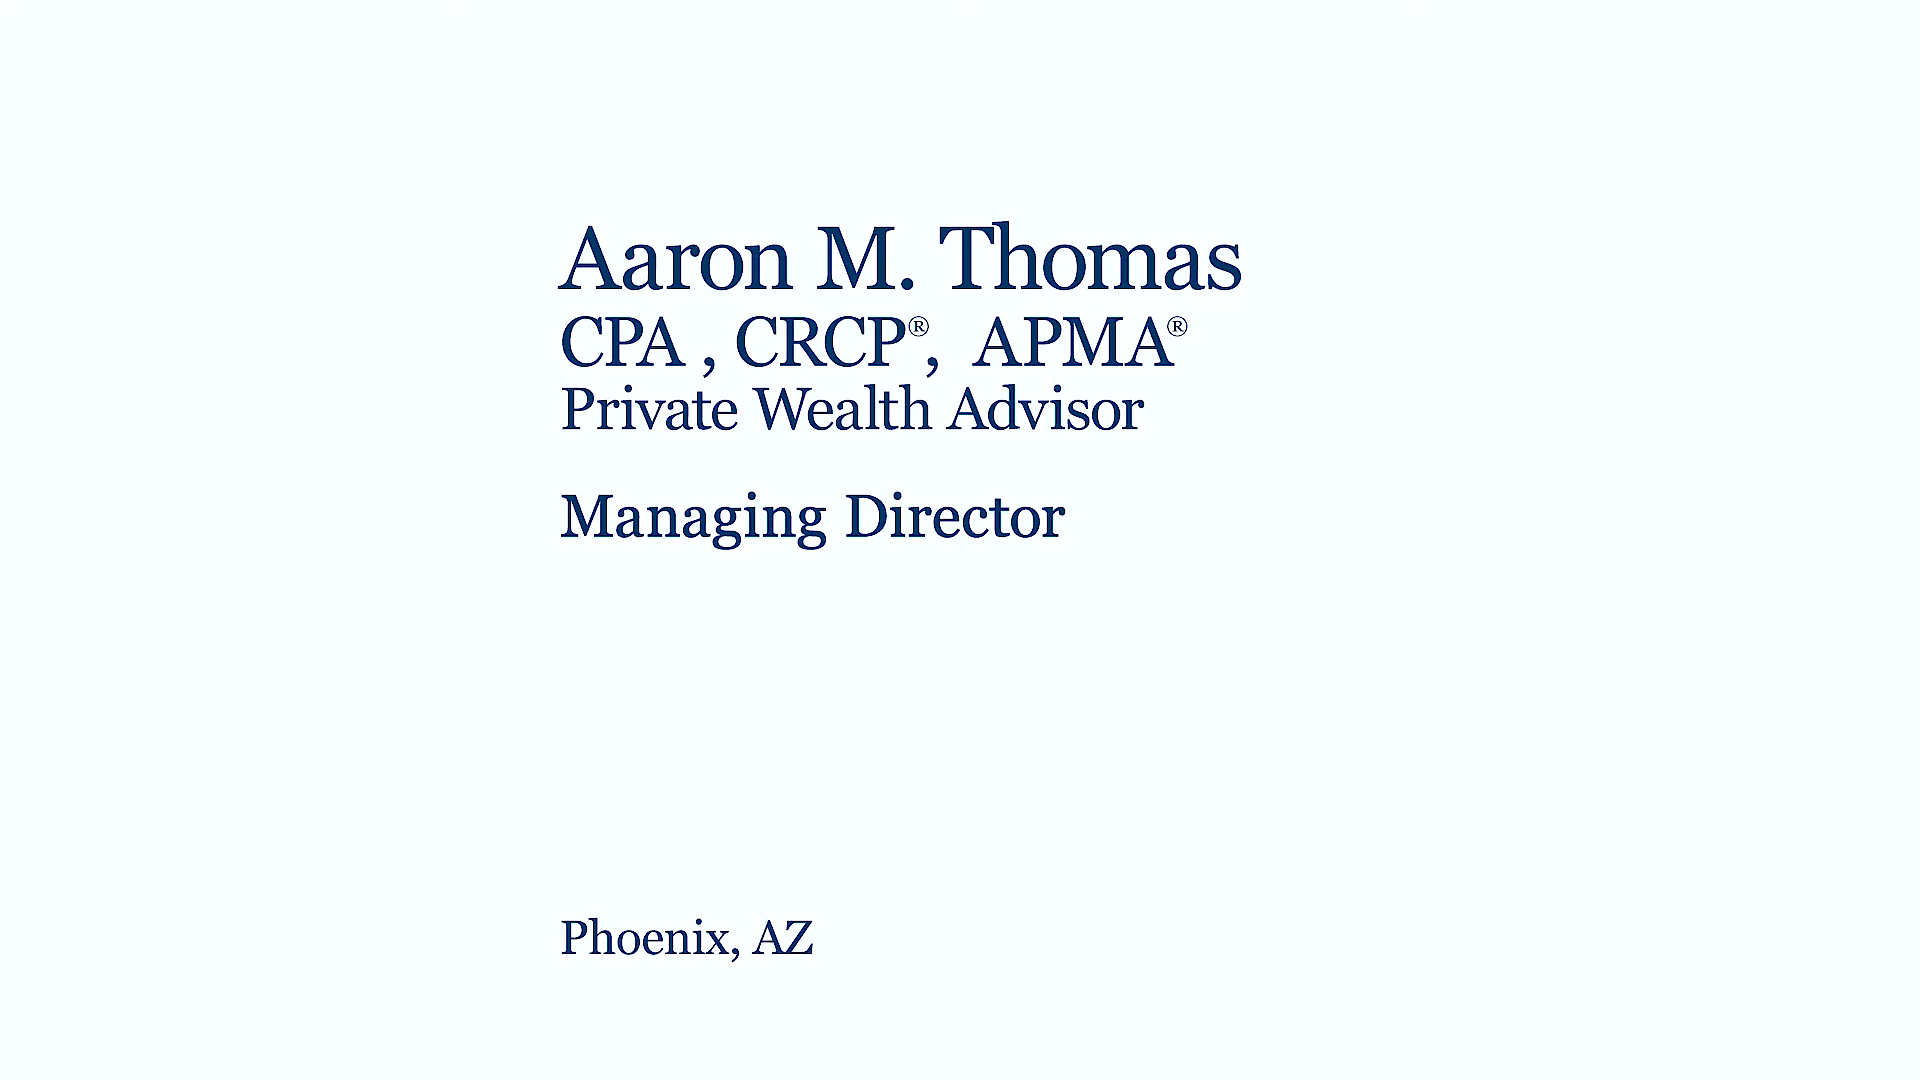 Aaron M. Thomas
CPA , CRCP®, APMA®
Private Wealth Advisor
Managing Director
Phoenix, AZ